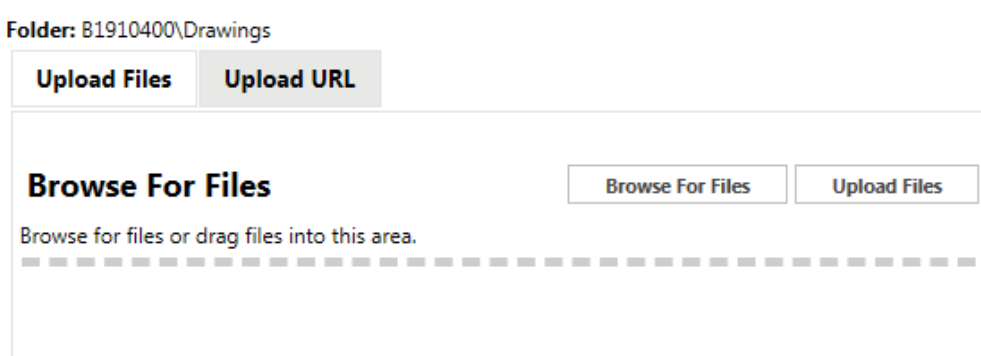 Folder: B1910400\Drawings
Upload Files Upload URL
Browse For Files Browse For Files Upload Files
Browse for files or drag files into this area.